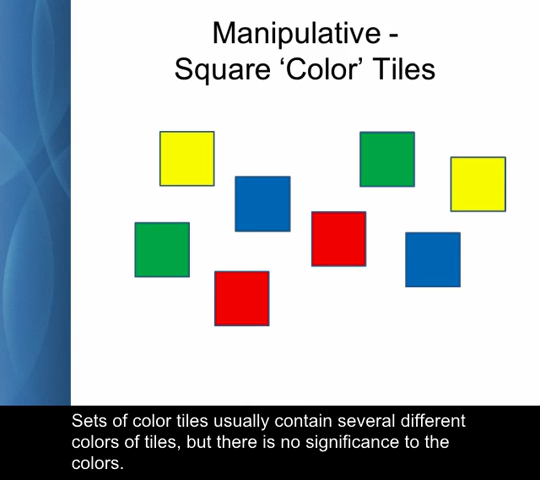 Manipulative -
Square ‘Color’ Tiles
Sets of color tiles usually contain several different
colors of tiles, but there is no significance to the
colors.